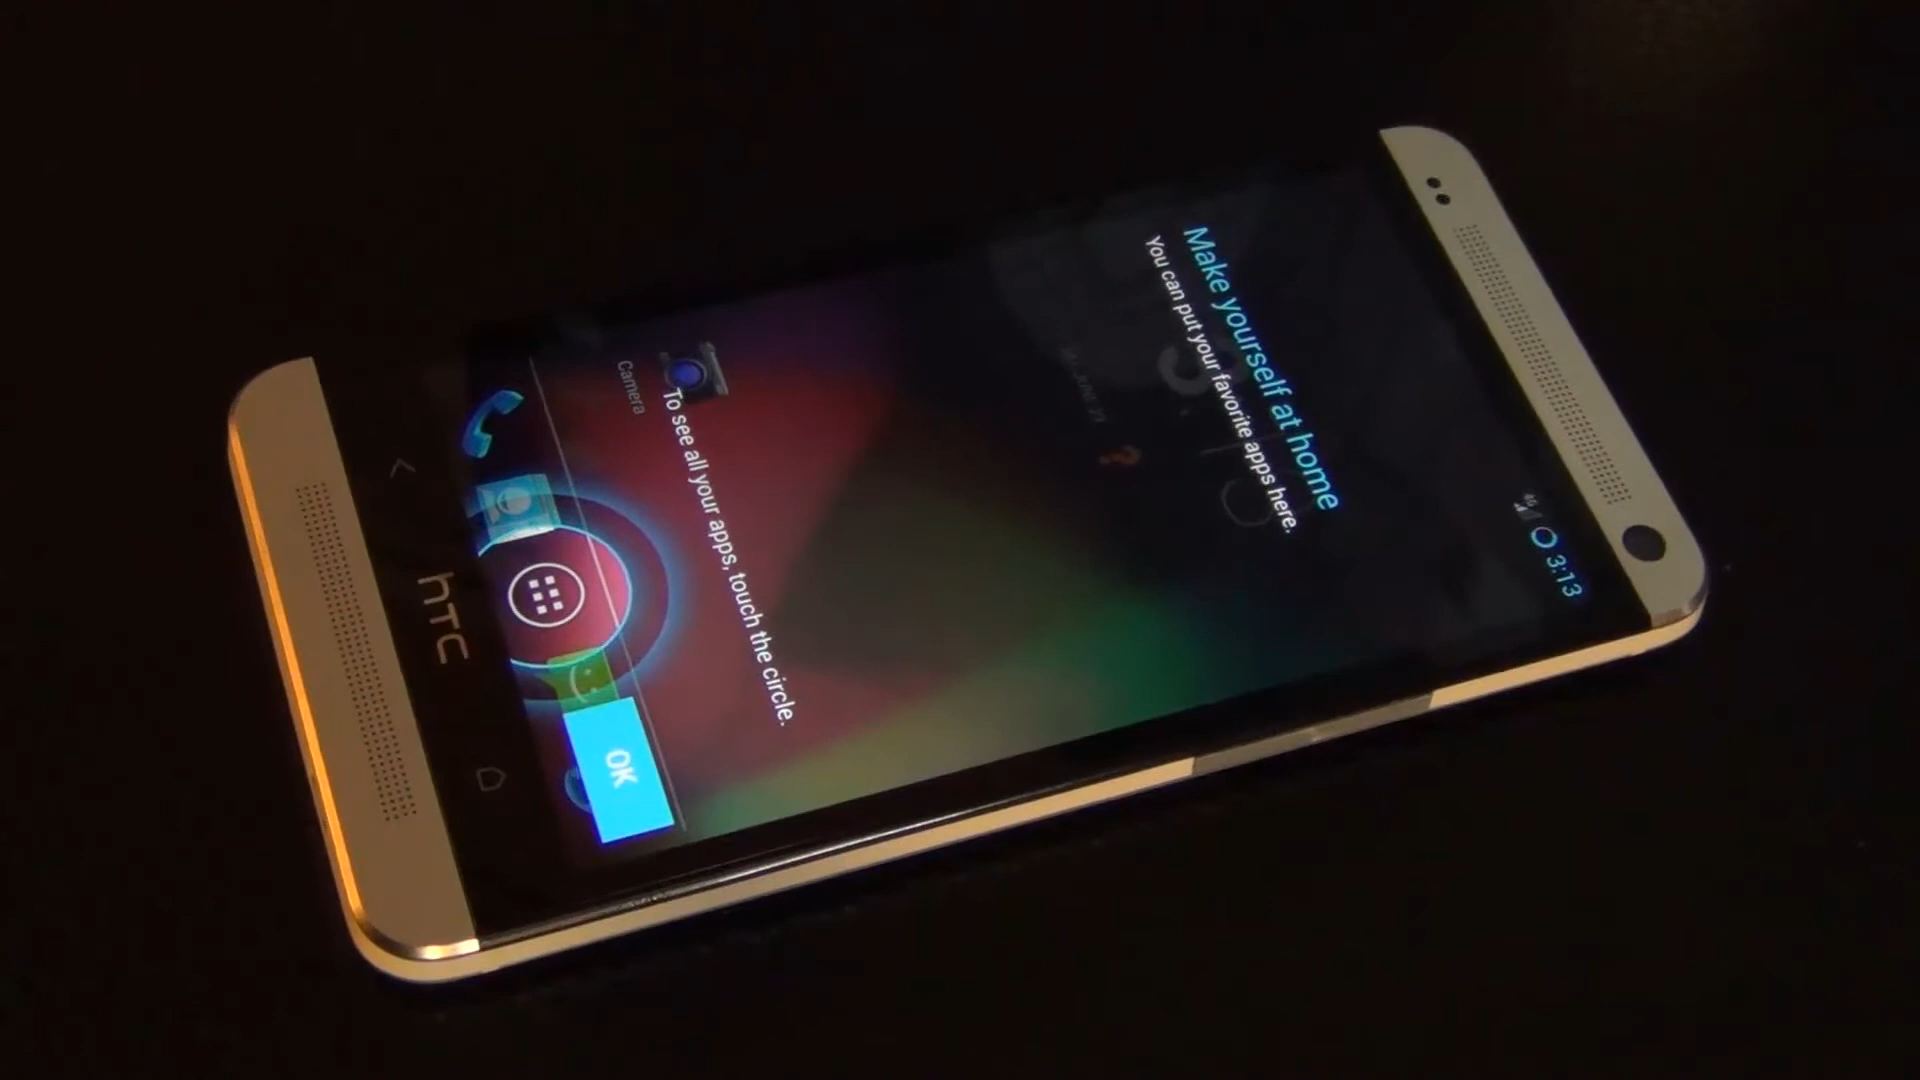 4G
3:13
Make yourself at home
You can put your favorite apps here.
Camera
To see all your apps, touch the circle.
OK
hTC